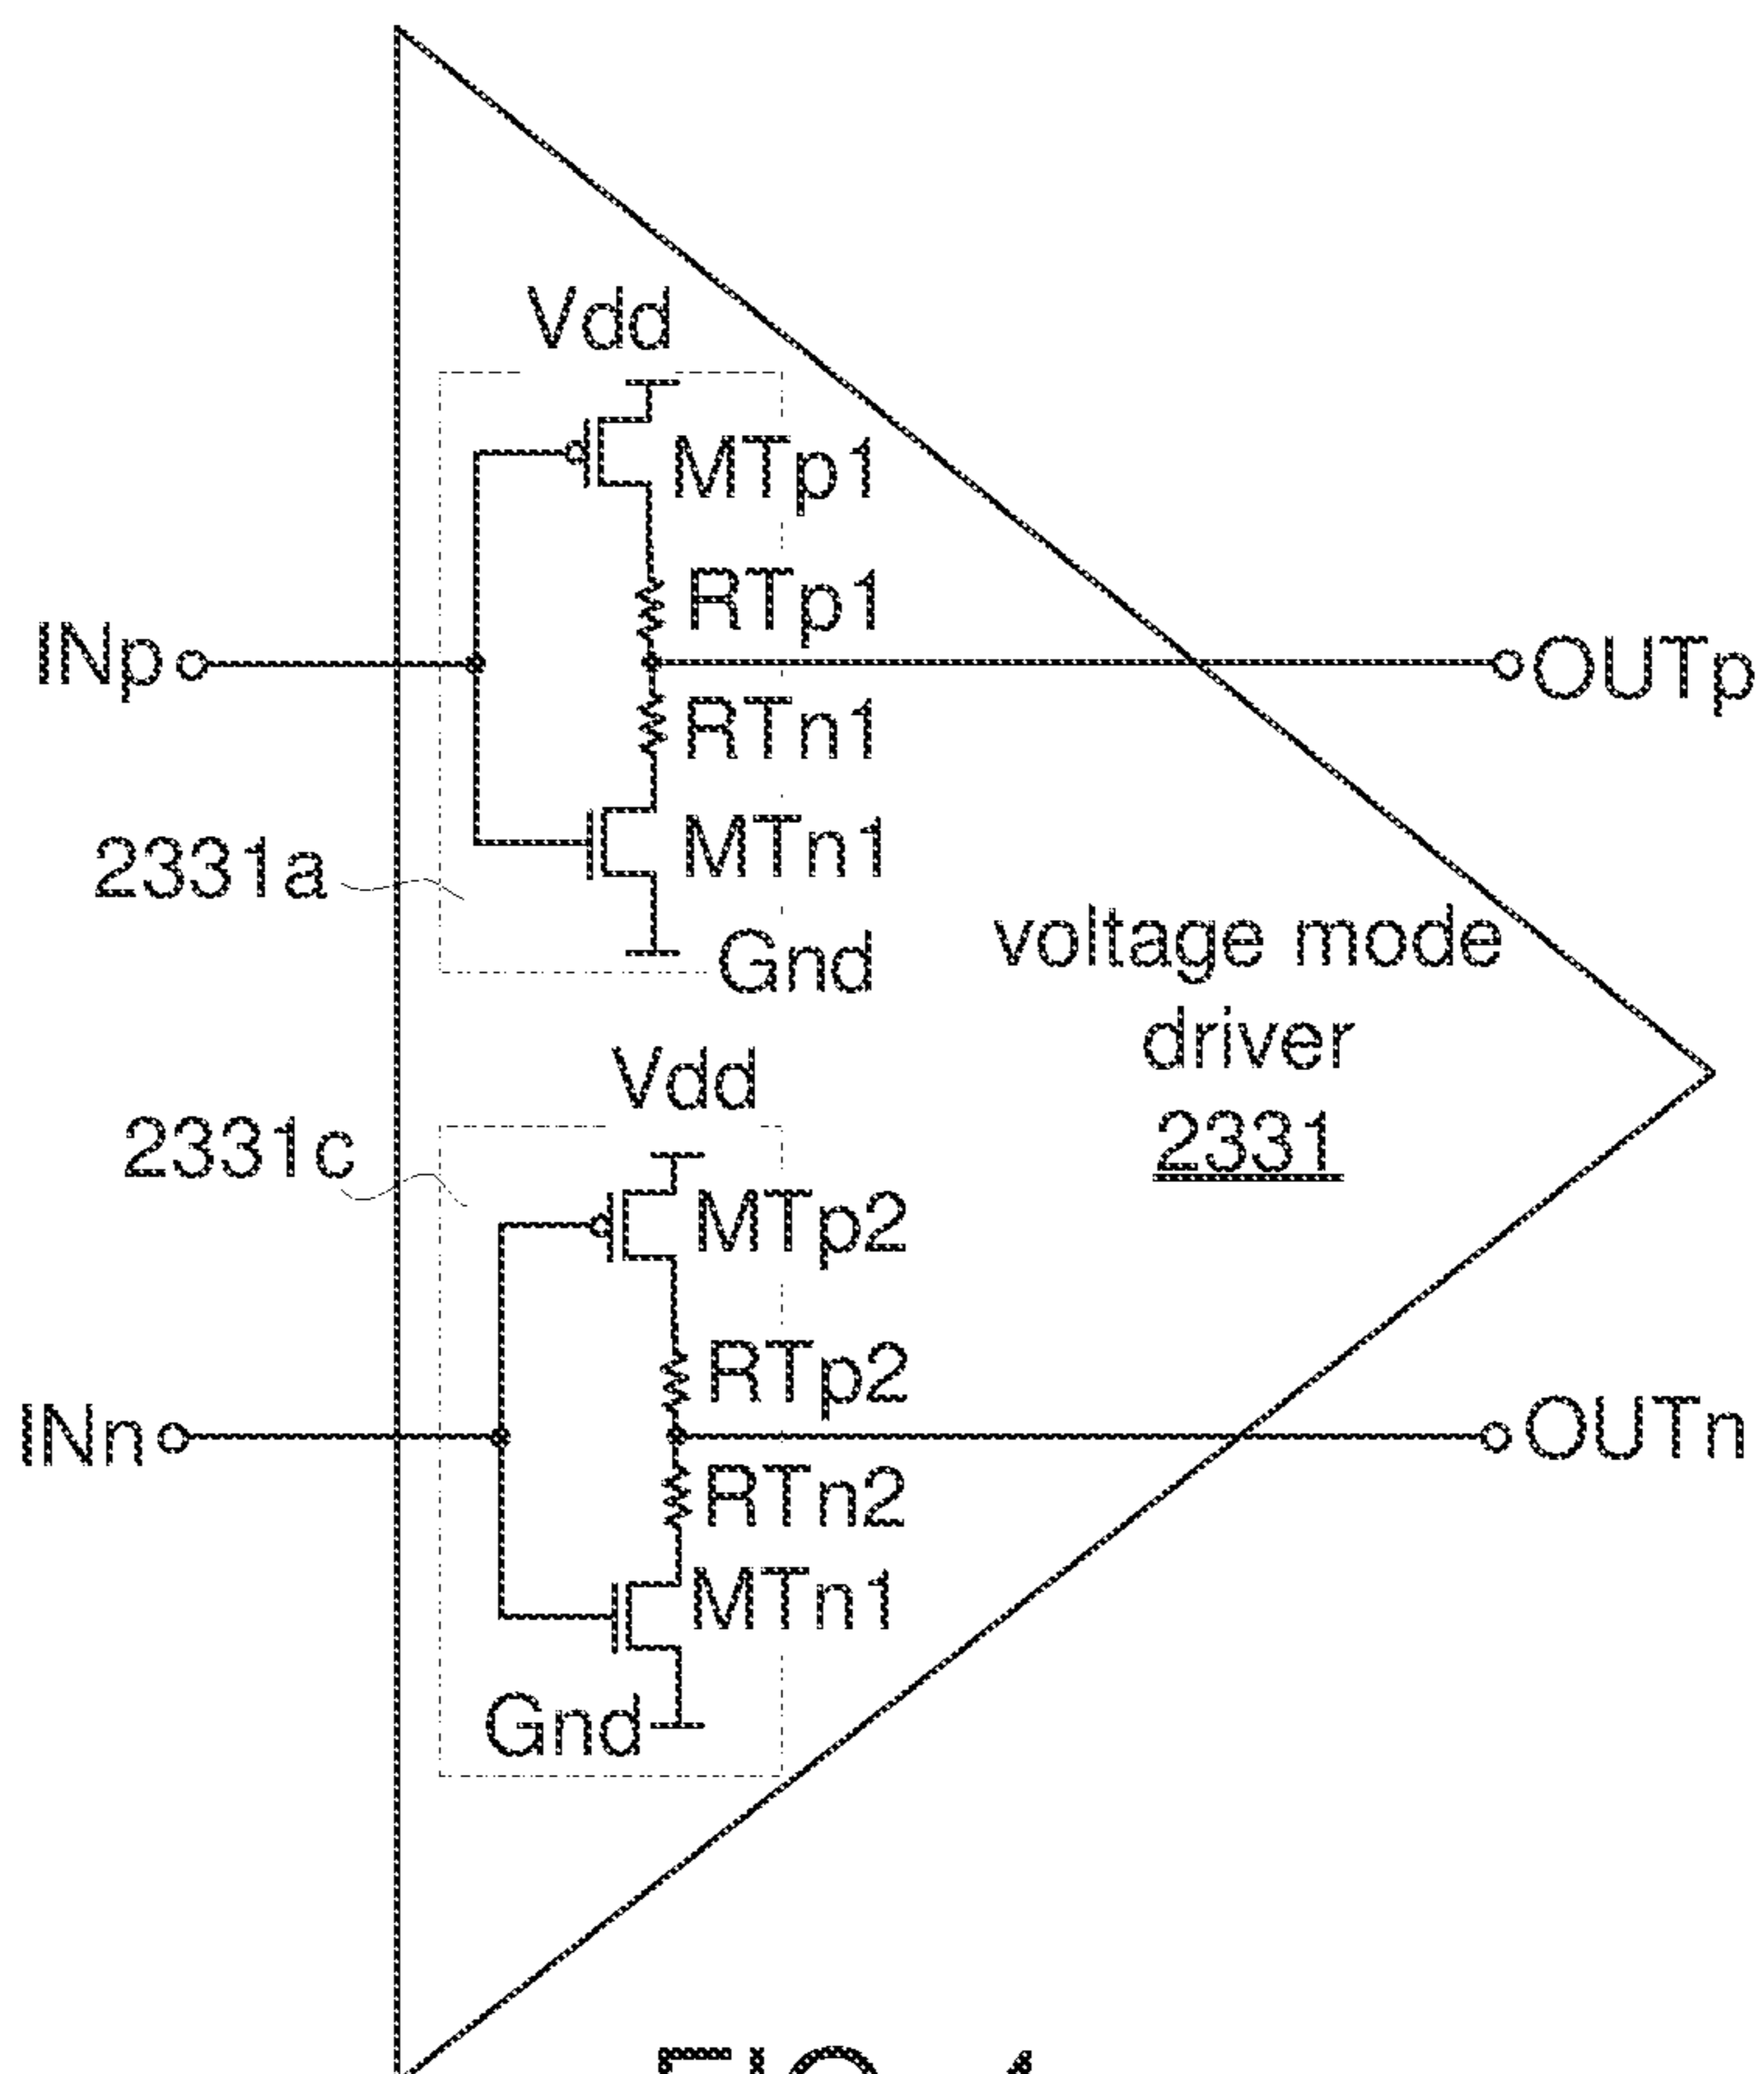 Vdd
MTp1
RTp1
INp
OUTp
RTn1
MTn1
2331a
Gnd
voltage mode
driver
2331
Vdd
2331c
MTp2
RTp2
INn
OUTn
RTn2
MTn1
Gnd